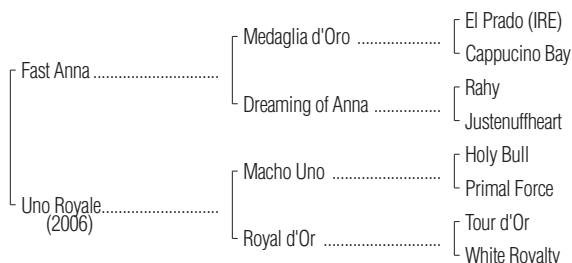 El Prado (IRE)
Medaglia d'Oro ....................
Cappucino Bay
Fast Anna ..............................
Rahy
Dreaming of Anna ...................
Justenuffheart
Holy Bull
Macho Uno ..........................
Primal Force
Uno Royale............................
(2006)
Tour d'Or
Royal d'Or ............................
White Royalty